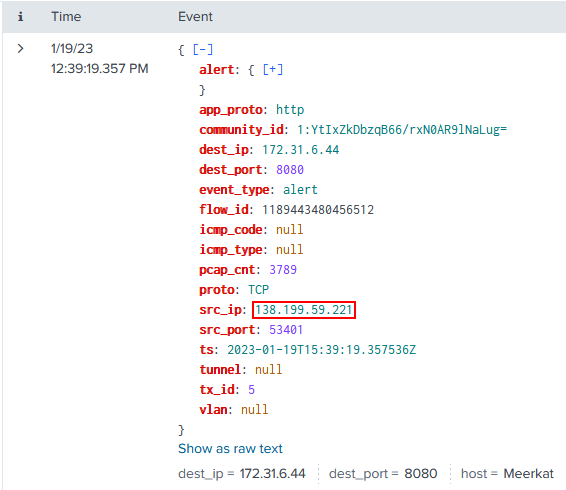 i Time Event
> 1/19/23 { [-]
12:39:19.357 PM alert: { [+]
}
app_proto: http
community_id: 1:YtIxZkDbzqB66/rxN0AR9lNaLug=
dest_ip: 172.31.6.44
dest_port: 8080
event_type: alert
flow_id: 1189443480456512
icmp_code: null
icmp_type: null
pcap_cnt: 3789
proto: TCP
src_ip: 138.199.59.221
src_port: 53401
ts: 2023-01-19T15:39:19.357536Z
tunnel: null
tx_id: 5
vlan: null
}
Show as raw text
dest_ip = 172.31.6.44 dest_port = 8080 host = Meerkat